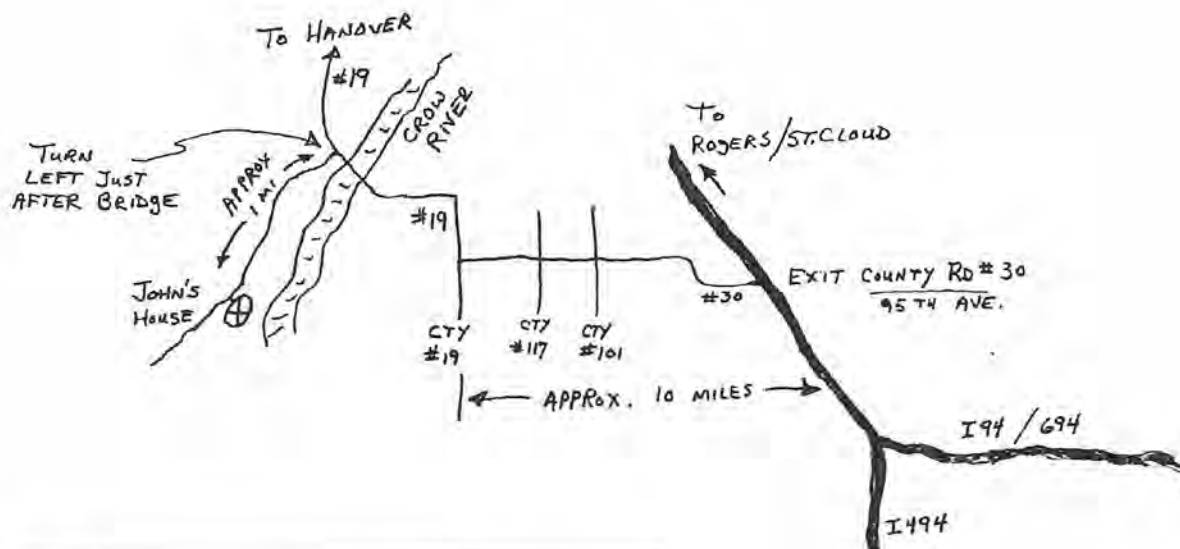 TO HANOVER
#19
CROW
RIVER
TURN
LEFT JUST
AFTER BRIDGE
APPROX
1 MI
JOHN'S
HOUSE
#19
CTY
#19
CTY
#117
CTY
#101
#30
TO
ROGERS/ST.CLOUD
EXIT COUNTY RD #30
95TH AVE.
APPROX. 10 MILES
I94/694
I494